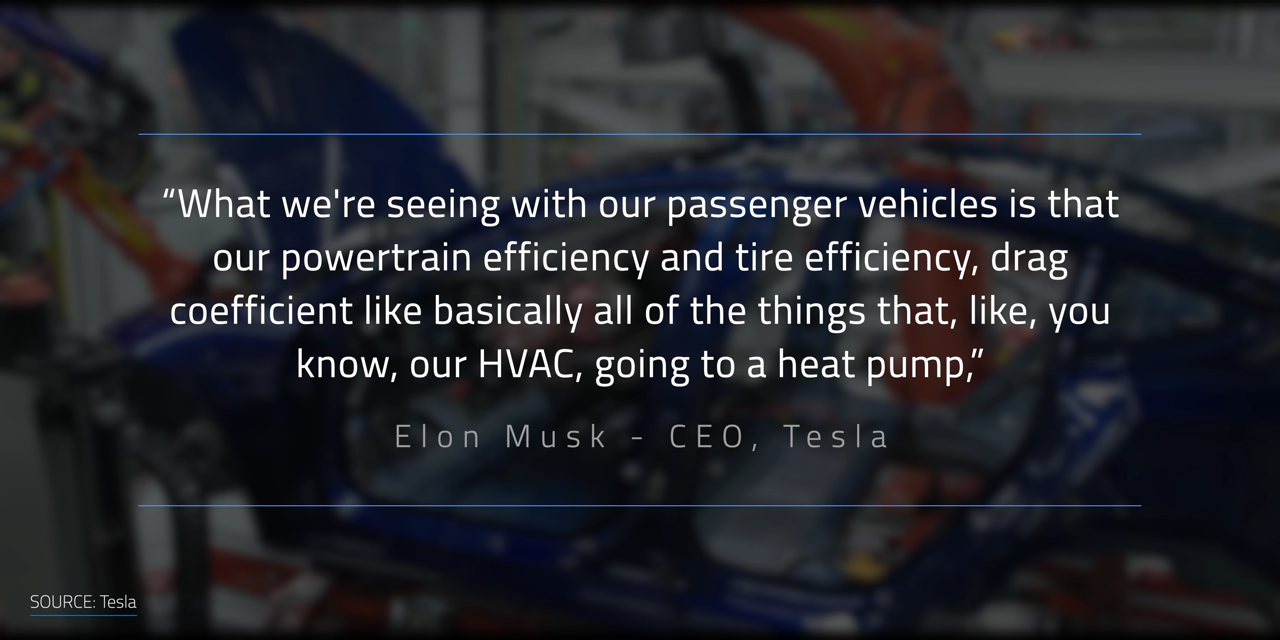 “What we're seeing with our passenger vehicles is that
our powertrain efficiency and tire efficiency, drag
coefficient like basically all of the things that, like, you
know, our HVAC, going to a heat pump,”
Elon Musk - CEO, Tesla
SOURCE: Tesla